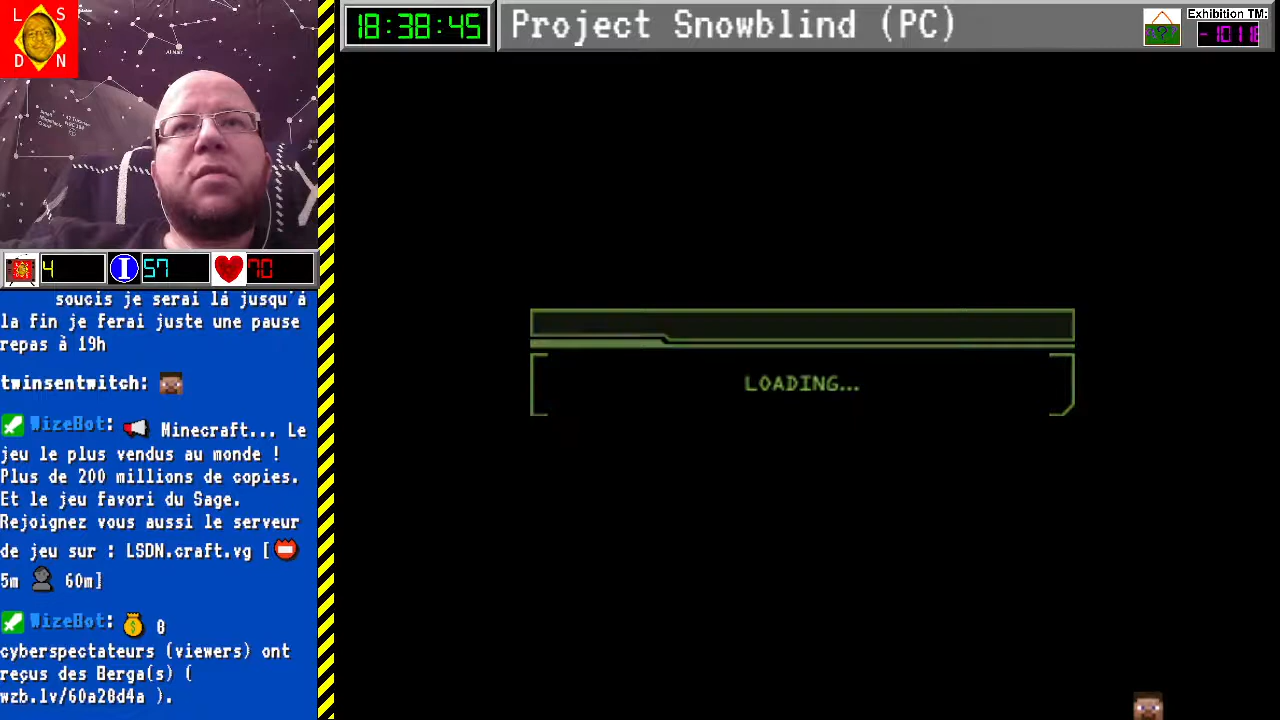 L S
D N
18:38:45
Project Snowblind (PC)
Exhibition TM:
4
57
70
soucis je serai là jusqu'à
la fin je ferai juste une pause
repas à 19h
twinsentwitch:
WizeBot: Minecraft... Le
jeu le plus vendus au monde !
Plus de 200 millions de copies.
Et le jeu favori du Sage.
Rejoignez vous aussi le serveur
de jeu sur : LSDN.craft.vg [
5m 60m]
WizeBot: 8
cyberspectateurs (viewers) ont
reçus des Berga(s) (
wzb.lv/60a28d4a ).
LOADING...